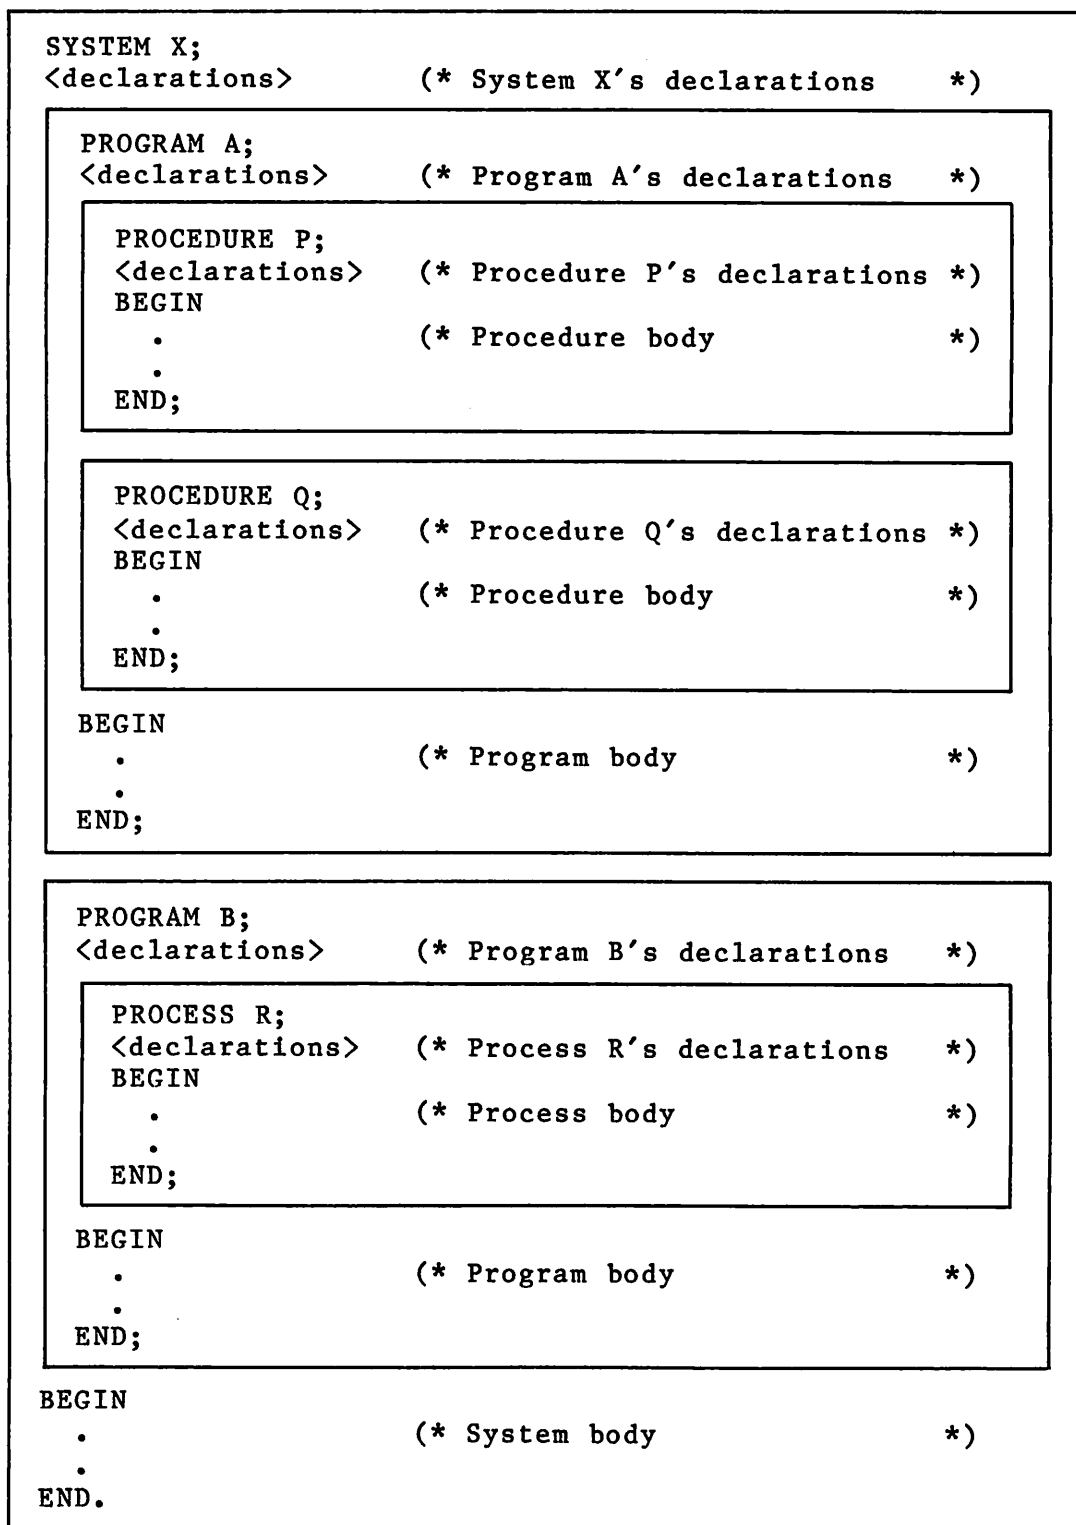 SYSTEM X;
<declarations> (* System X's declarations *)
PROGRAM A;
<declarations> (* Program A's declarations *)
PROCEDURE P;
<declarations> (* Procedure P's declarations *)
BEGIN
. (* Procedure body *)
.
END;
PROCEDURE Q;
<declarations> (* Procedure Q's declarations *)
BEGIN
. (* Procedure body *)
.
END;
BEGIN
. (* Program body *)
.
END;
PROGRAM B;
<declarations> (* Program B's declarations *)
PROCESS R;
<declarations> (* Process R's declarations *)
BEGIN
. (* Process body *)
.
END;
BEGIN
. (* Program body *)
.
END;
BEGIN
. (* System body *)
.
END.